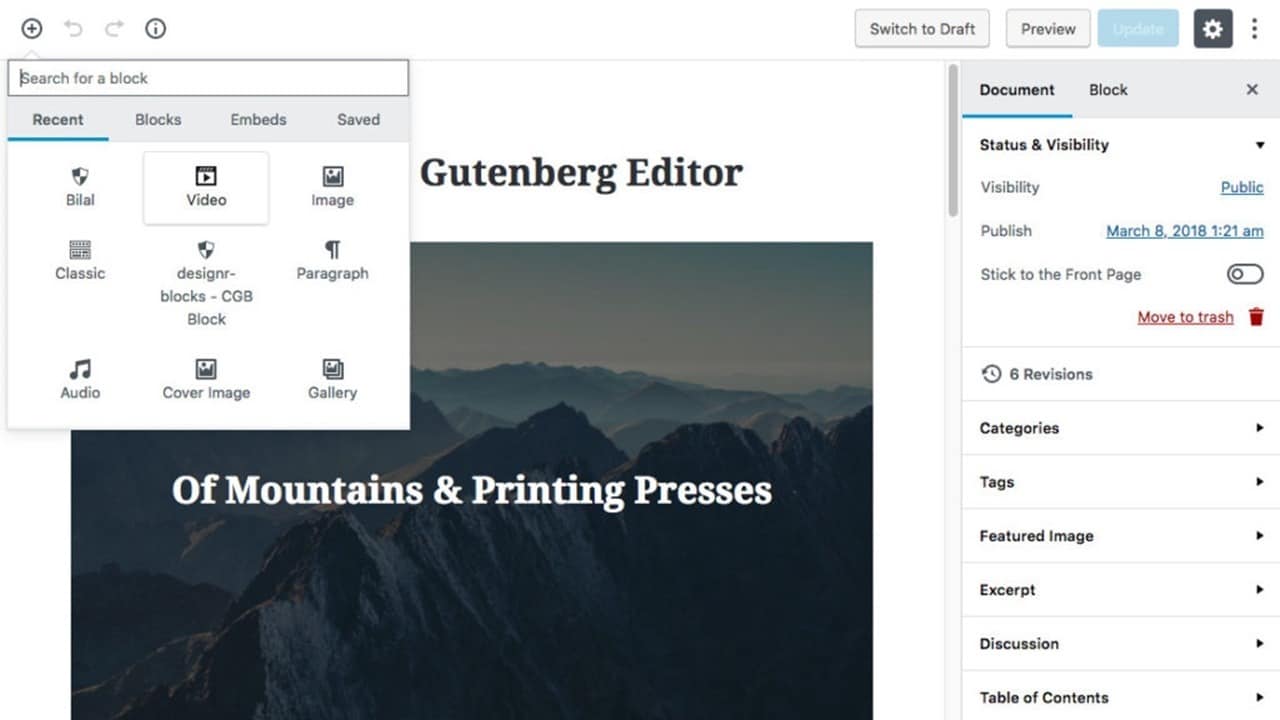 Switch to Draft
Preview
Update
Search for a block
Recent
Blocks
Embeds
Saved
Bilal
Video
Image
Classic
designr-
blocks - CGB
Block
Paragraph
Audio
Cover Image
Gallery
Gutenberg Editor
Of Mountains & Printing Presses
Document
Block
Status & Visibility
Visibility
Public
Publish
March 8, 2018 1:21 am
Stick to the Front Page
Move to trash
6 Revisions
Categories
Tags
Featured Image
Excerpt
Discussion
Table of Contents